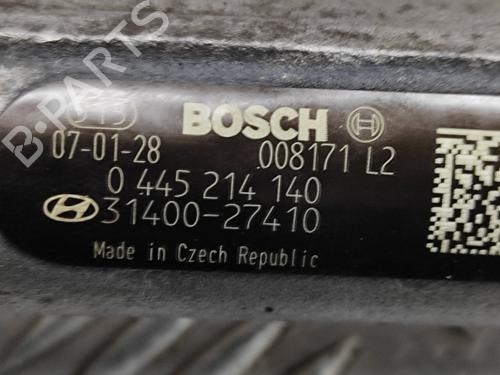 BOSCH
07-01-28 008171 L2
0 445 214 140
31400-27410
Made in Czech Republic
B-PARTS